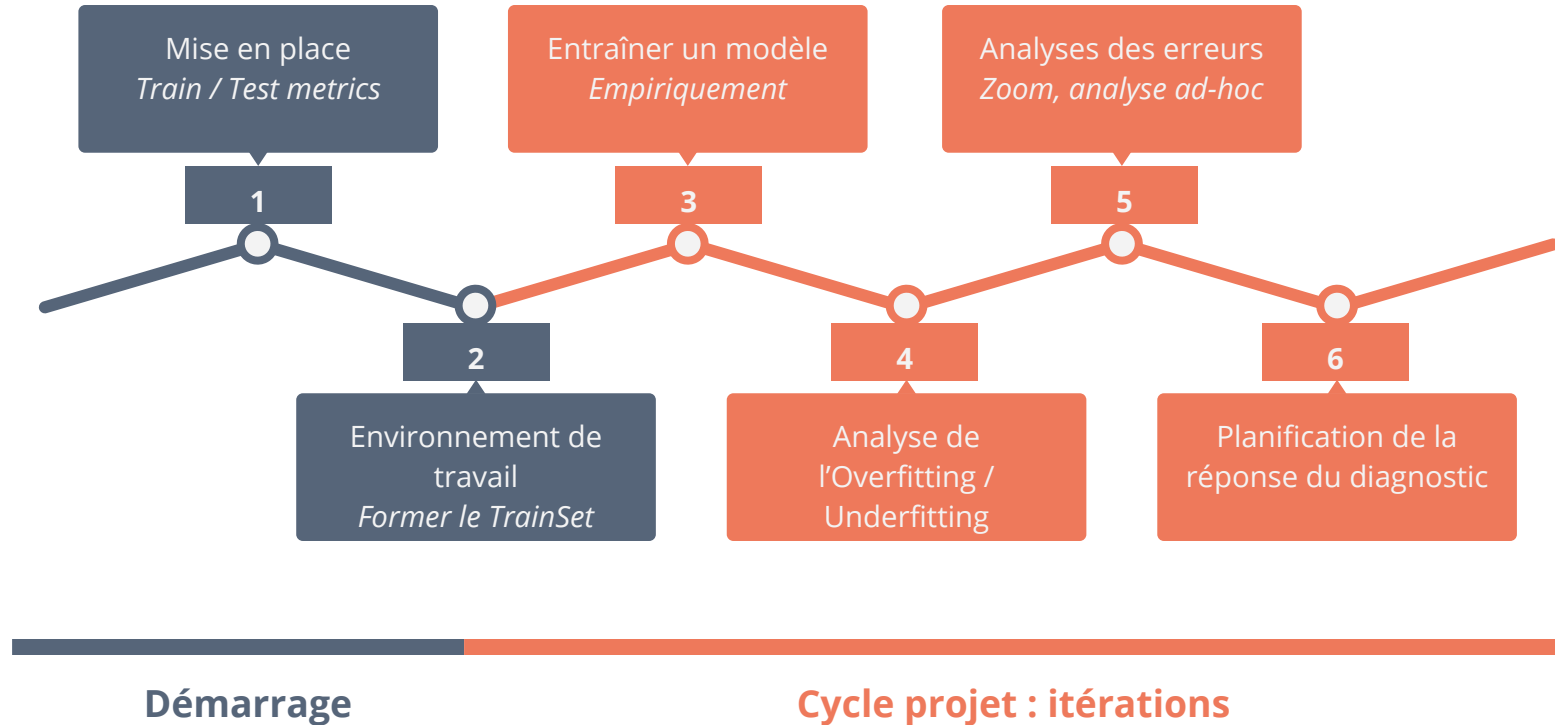 Mise en place
Train / Test metrics
1
Environnement de
travail
Former le TrainSet
2
Entraîner un modèle
Empiriquement
3
Analyse de
l'Overfitting /
Underfitting
4
Analyses des erreurs
Zoom, analyse ad-hoc
5
Planification de la
réponse du diagnostic
6
Démarrage
Cycle projet : itérations